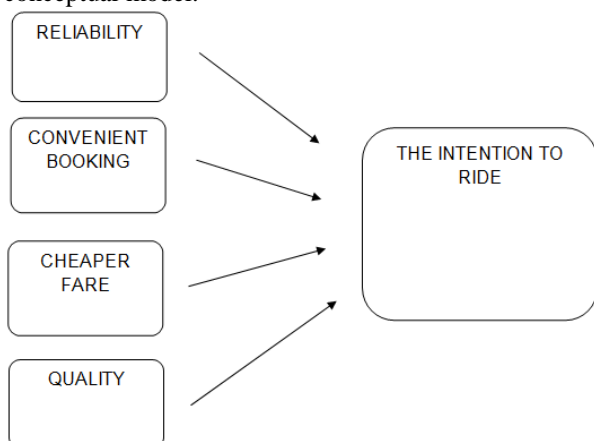 conceptual model.
RELIABILITY
CONVENIENT
BOOKING
CHEAPER
FARE
QUALITY
THE INTENTION TO
RIDE